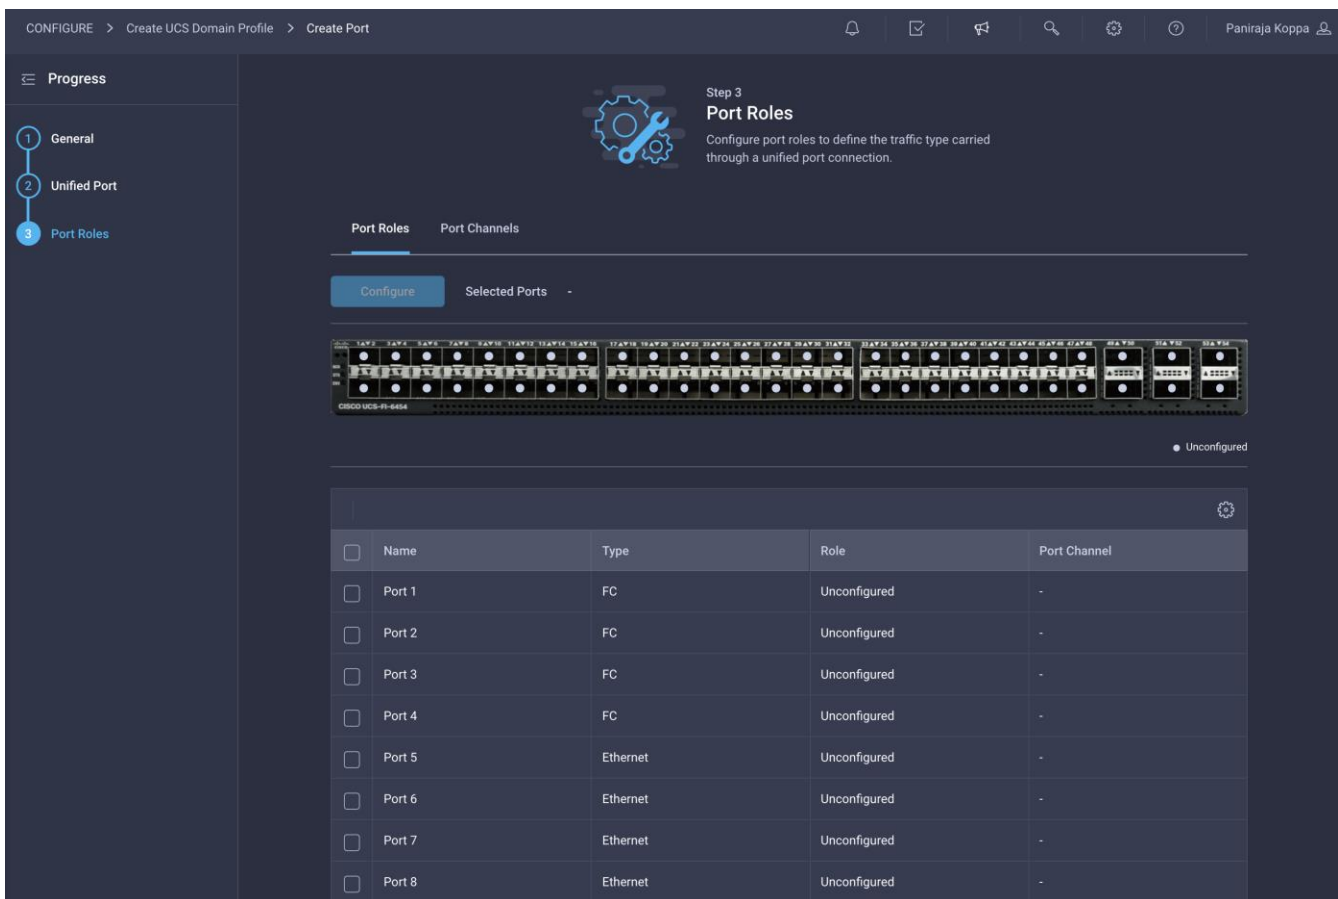 CONFIGURE > Create UCS Domain Profile > Create Port
Paniraja Koppa
Progress
1 General
2 Unified Port
3 Port Roles
Step 3
Port Roles
Configure port roles to define the traffic type carried
through a unified port connection.
Port Roles Port Channels
Configure Selected Ports -
CISCO UCS-FI-6454
Unconfigured
Name Type Role Port Channel
Port 1 FC Unconfigured -
Port 2 FC Unconfigured -
Port 3 FC Unconfigured -
Port 4 FC Unconfigured -
Port 5 Ethernet Unconfigured -
Port 6 Ethernet Unconfigured -
Port 7 Ethernet Unconfigured -
Port 8 Ethernet Unconfigured -